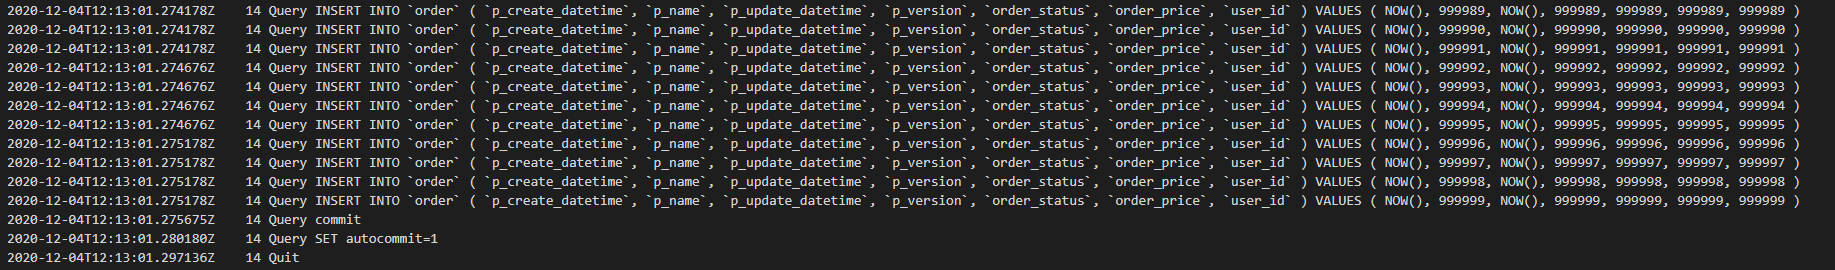 2020-12-04T12:13:01.274178Z    14 Query INSERT INTO `order` ( `p_create_datetime`, `p_name`, `p_update_datetime`, `p_version`, `order_status`, `order_price`, `user_id` ) VALUES ( NOW(), 999989, NOW(), 999989, 999989, 999989, 999989 )
2020-12-04T12:13:01.274178Z    14 Query INSERT INTO `order` ( `p_create_datetime`, `p_name`, `p_update_datetime`, `p_version`, `order_status`, `order_price`, `user_id` ) VALUES ( NOW(), 999990, NOW(), 999990, 999990, 999990, 999990 )
2020-12-04T12:13:01.274178Z    14 Query INSERT INTO `order` ( `p_create_datetime`, `p_name`, `p_update_datetime`, `p_version`, `order_status`, `order_price`, `user_id` ) VALUES ( NOW(), 999991, NOW(), 999991, 999991, 999991, 999991 )
2020-12-04T12:13:01.274676Z    14 Query INSERT INTO `order` ( `p_create_datetime`, `p_name`, `p_update_datetime`, `p_version`, `order_status`, `order_price`, `user_id` ) VALUES ( NOW(), 999992, NOW(), 999992, 999992, 999992, 999992 )
2020-12-04T12:13:01.274676Z    14 Query INSERT INTO `order` ( `p_create_datetime`, `p_name`, `p_update_datetime`, `p_version`, `order_status`, `order_price`, `user_id` ) VALUES ( NOW(), 999993, NOW(), 999993, 999993, 999993, 999993 )
2020-12-04T12:13:01.274676Z    14 Query INSERT INTO `order` ( `p_create_datetime`, `p_name`, `p_update_datetime`, `p_version`, `order_status`, `order_price`, `user_id` ) VALUES ( NOW(), 999994, NOW(), 999994, 999994, 999994, 999994 )
2020-12-04T12:13:01.274676Z    14 Query INSERT INTO `order` ( `p_create_datetime`, `p_name`, `p_update_datetime`, `p_version`, `order_status`, `order_price`, `user_id` ) VALUES ( NOW(), 999995, NOW(), 999995, 999995, 999995, 999995 )
2020-12-04T12:13:01.275178Z    14 Query INSERT INTO `order` ( `p_create_datetime`, `p_name`, `p_update_datetime`, `p_version`, `order_status`, `order_price`, `user_id` ) VALUES ( NOW(), 999996, NOW(), 999996, 999996, 999996, 999996 )
2020-12-04T12:13:01.275178Z    14 Query INSERT INTO `order` ( `p_create_datetime`, `p_name`, `p_update_datetime`, `p_version`, `order_status`, `order_price`, `user_id` ) VALUES ( NOW(), 999997, NOW(), 999997, 999997, 999997, 999997 )
2020-12-04T12:13:01.275178Z    14 Query INSERT INTO `order` ( `p_create_datetime`, `p_name`, `p_update_datetime`, `p_version`, `order_status`, `order_price`, `user_id` ) VALUES ( NOW(), 999998, NOW(), 999998, 999998, 999998, 999998 )
2020-12-04T12:13:01.275178Z    14 Query INSERT INTO `order` ( `p_create_datetime`, `p_name`, `p_update_datetime`, `p_version`, `order_status`, `order_price`, `user_id` ) VALUES ( NOW(), 999999, NOW(), 999999, 999999, 999999, 999999 )
2020-12-04T12:13:01.275675Z    14 Query commit
2020-12-04T12:13:01.280180Z    14 Query SET autocommit=1
2020-12-04T12:13:01.297136Z    14 Quit